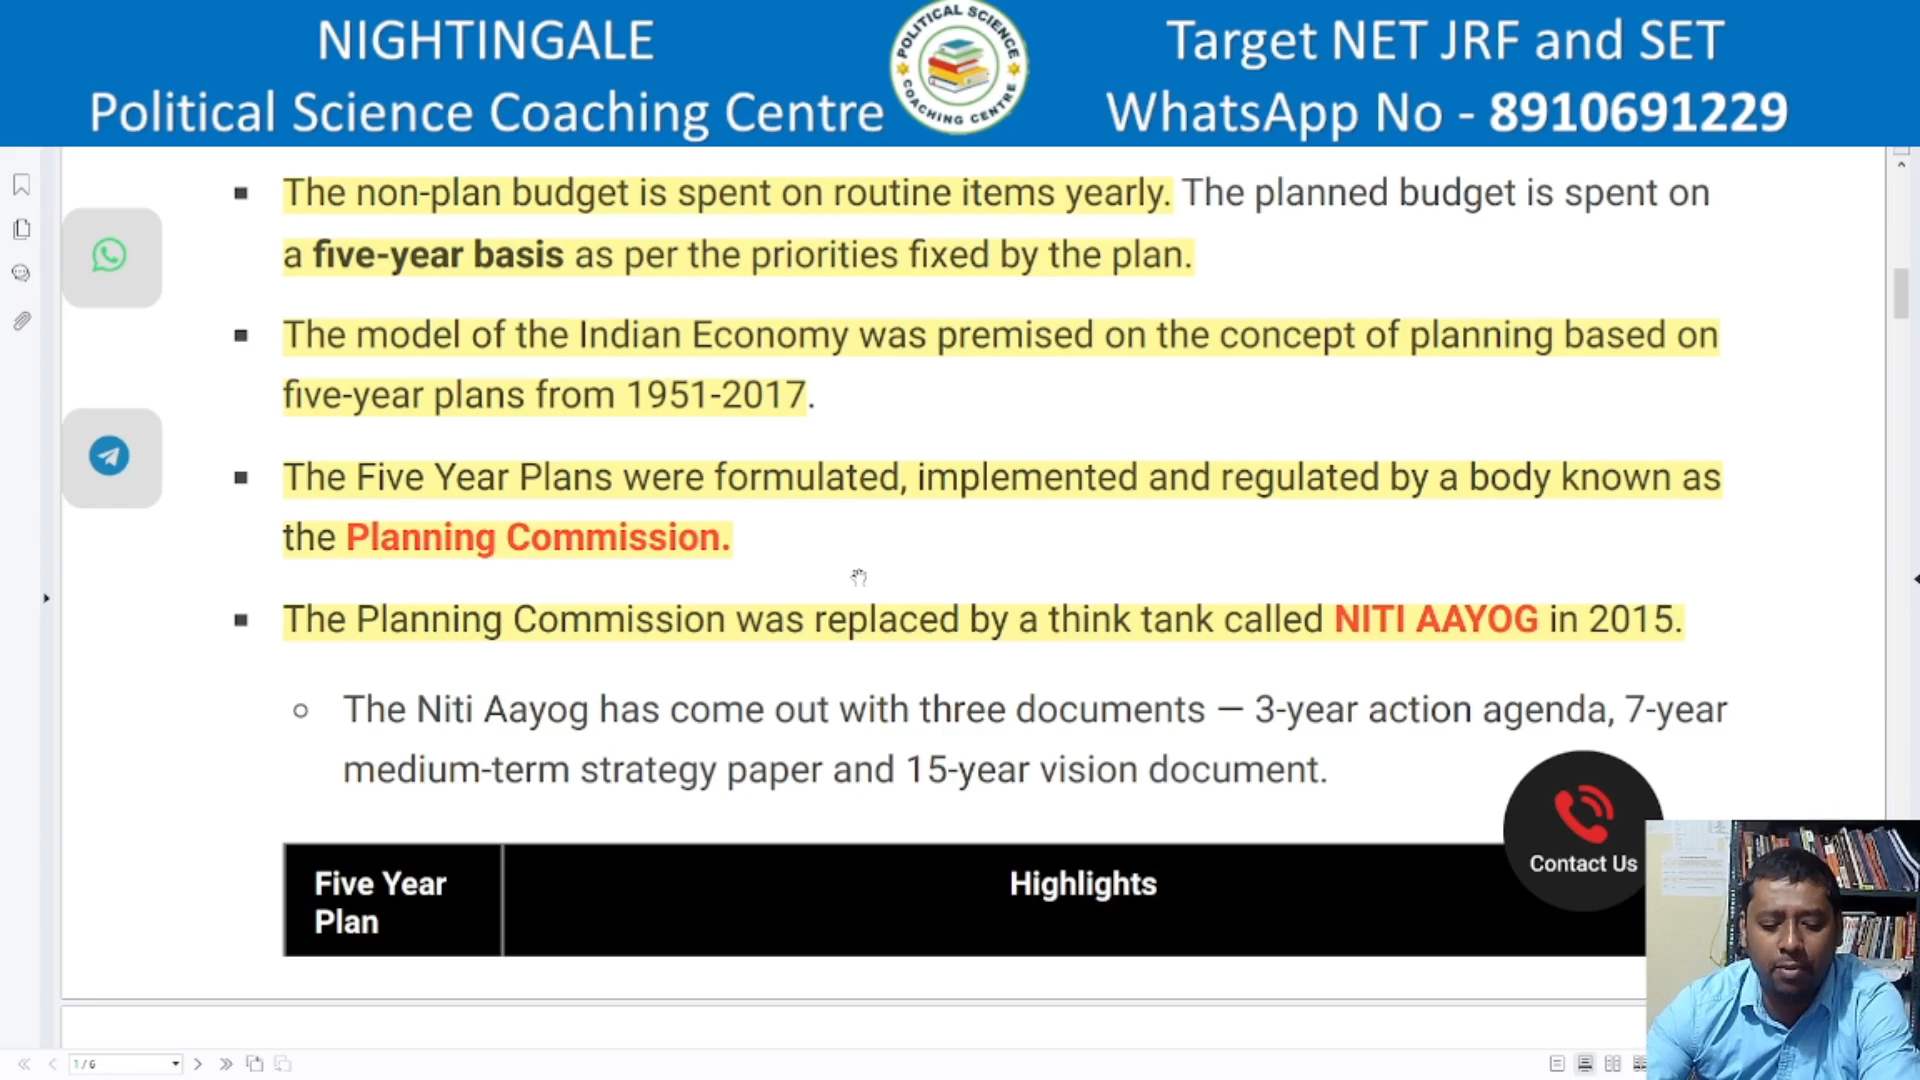 NIGHTINGALE
Political Science Coaching Centre
POLITICAL SCIENCE
COACHING CENTRE
Target NET JRF and SET
WhatsApp No - 8910691229
▪ The non-plan budget is spent on routine items yearly. The planned budget is spent on
a five-year basis as per the priorities fixed by the plan.
▪ The model of the Indian Economy was premised on the concept of planning based on
five-year plans from 1951-2017.
▪ The Five Year Plans were formulated, implemented and regulated by a body known as
the Planning Commission.
▪ The Planning Commission was replaced by a think tank called NITI AAYOG in 2015.
○ The Niti Aayog has come out with three documents — 3-year action agenda, 7-year
medium-term strategy paper and 15-year vision document.
Contact Us
Five Year
Plan
Highlights
1/6